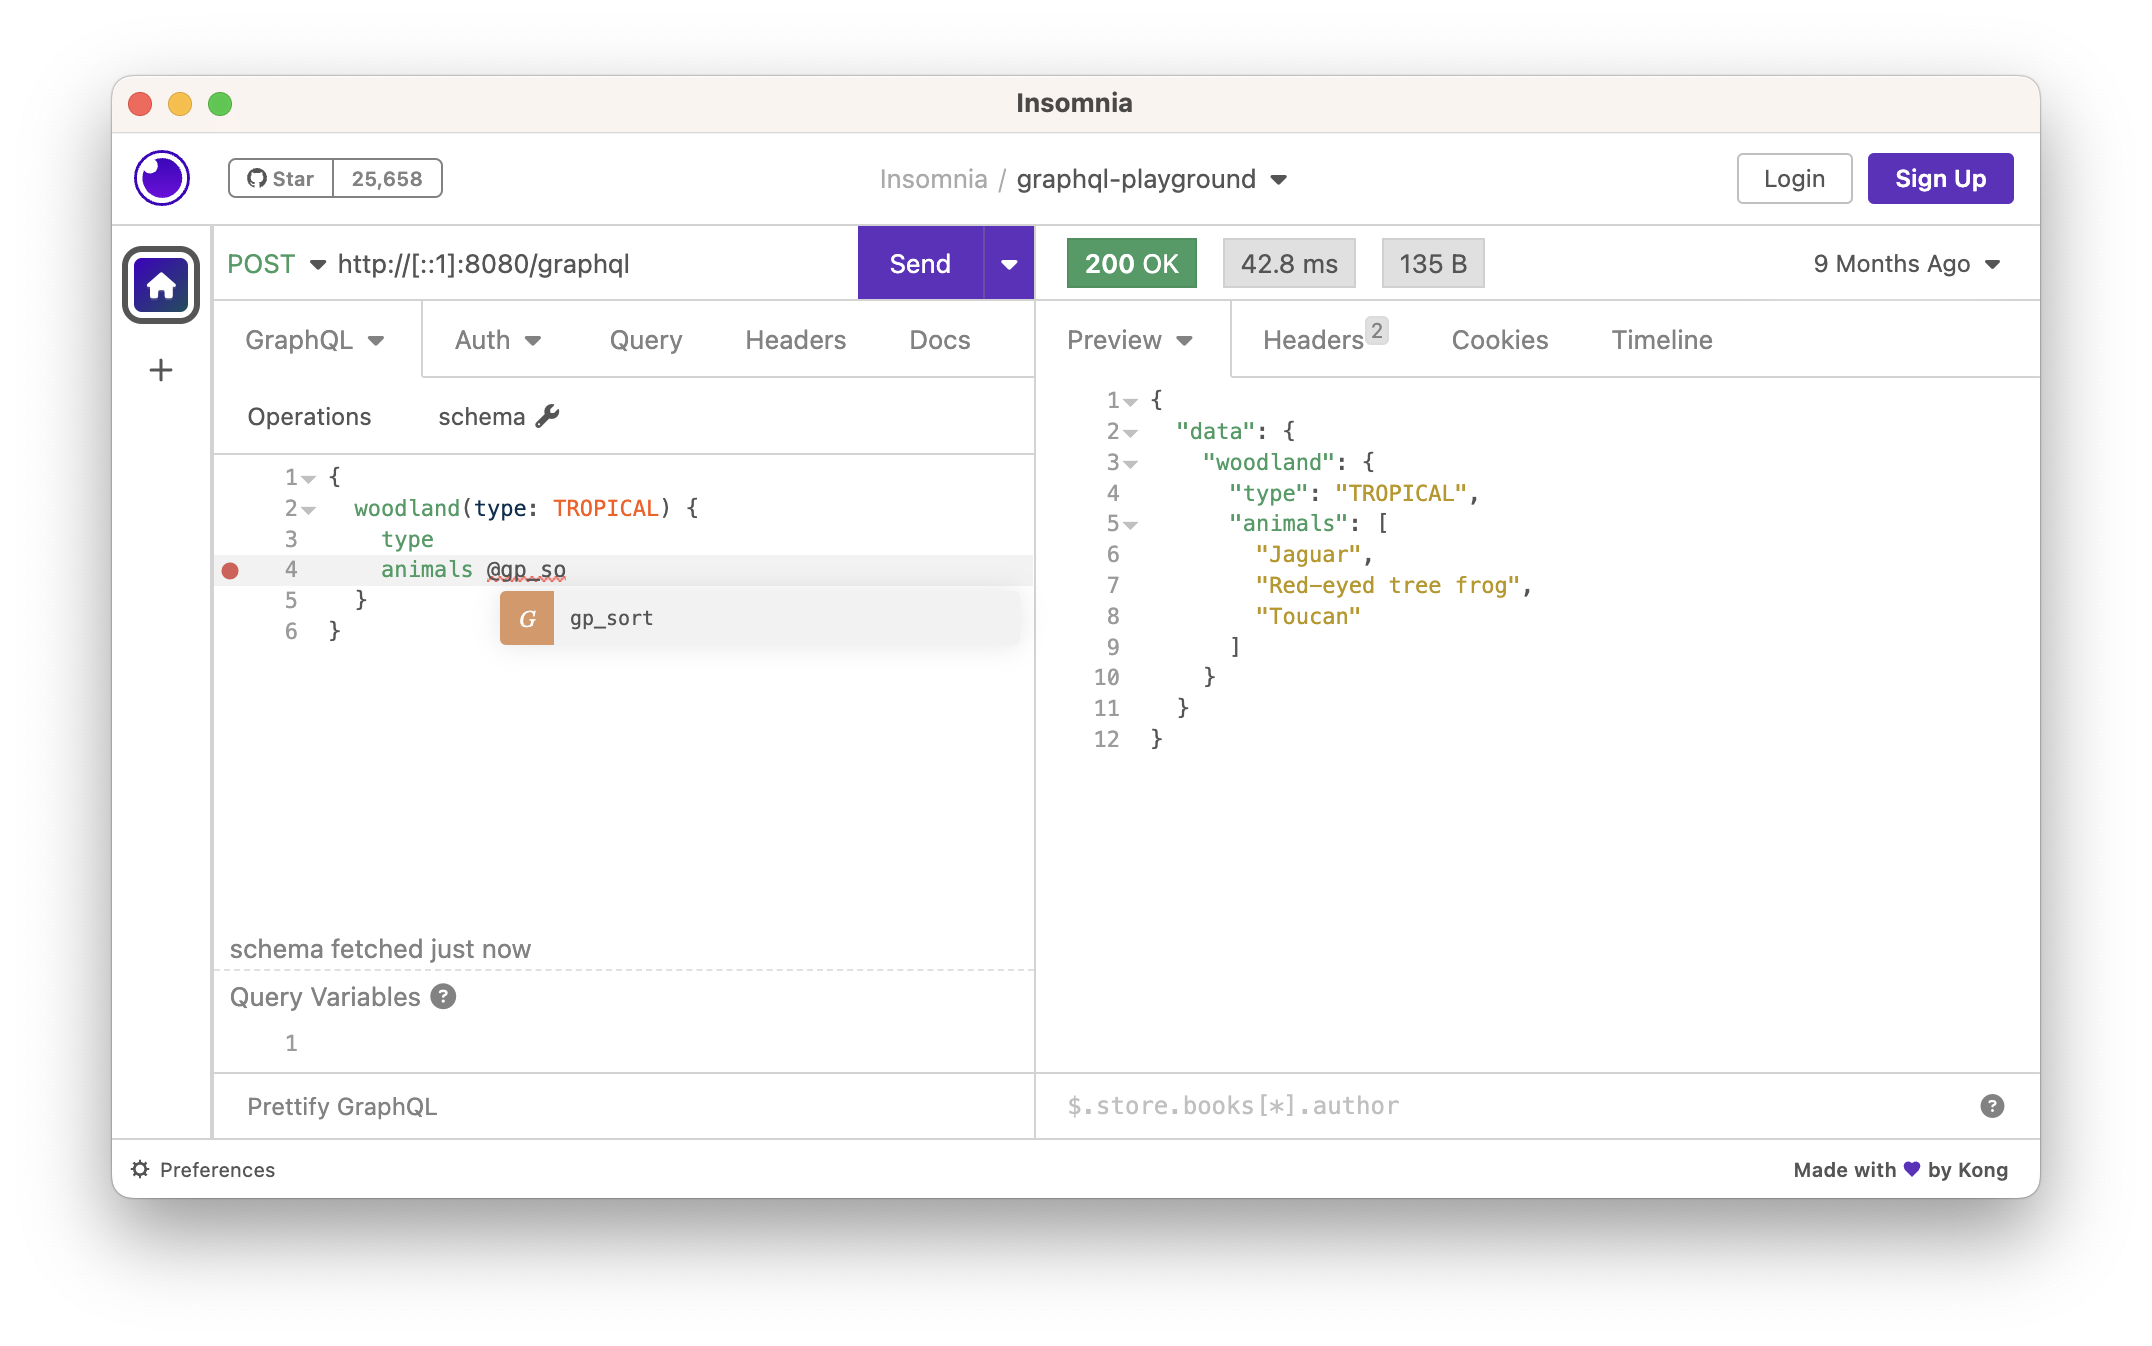 Insomnia
Star 25,658
Insomnia / graphql-playground
Login
Sign Up
POST http://[::1]:8080/graphql
Send
200 OK
42.8 ms
135 B
9 Months Ago
GraphQL
Auth
Query
Headers
Docs
Operations
schema
1 {
2 woodland(type: TROPICAL) {
3 type
4 animals @gp_so
5 }
6 }
G gp_sort
schema fetched just now
Query Variables ?
1
Prettify GraphQL
Preview
Headers 2
Cookies
Timeline
1 {
2 "data": {
3 "woodland": {
4 "type": "TROPICAL",
5 "animals": [
6 "Jaguar",
7 "Red-eyed tree frog",
8 "Toucan"
9 ]
10 }
11 }
12 }
$.store.books[*].author ?
Preferences
Made with 💜 by Kong